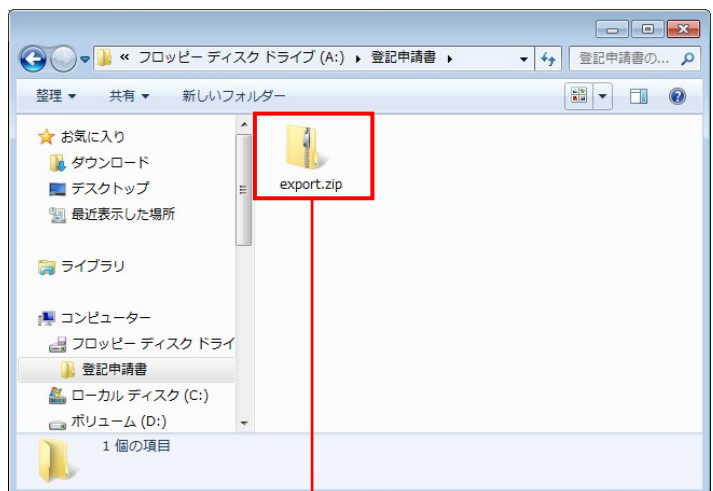 « フロッピー ディスク ドライブ (A:) ▸ 登記申請書 ▸
登記申請書の...
整理 ▼ 共有 ▼ 新しいフォルダー
お気に入り
ダウンロード
デスクトップ
最近表示した場所
ライブラリ
コンピューター
フロッピー ディスク ドライ
登記申請書
ローカル ディスク (C:)
ボリューム (D:)
export.zip
1 個の項目